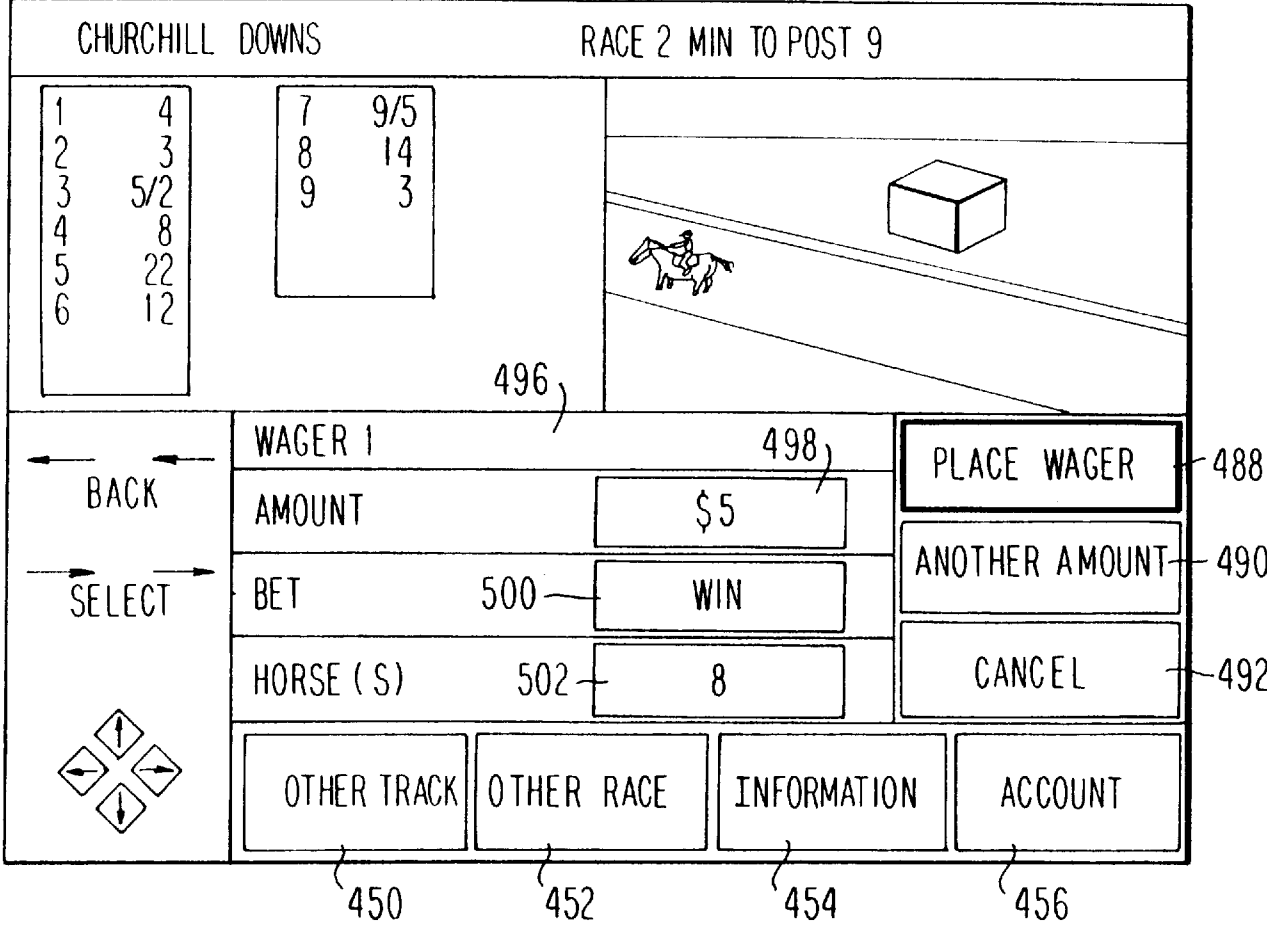 CHURCHILL DOWNS RACE 2 MIN TO POST 9
1 4
2 3
3 5/2
4 8
5 22
6 12
7 9/5
8 14
9 3
496
BACK
SELECT
WAGER 1 498
AMOUNT $5
BET 500 WIN
HORSE(S) 502 8
PLACE WAGER 488
ANOTHER AMOUNT 490
CANCEL 492
OTHER TRACK OTHER RACE INFORMATION ACCOUNT
450 452 454 456